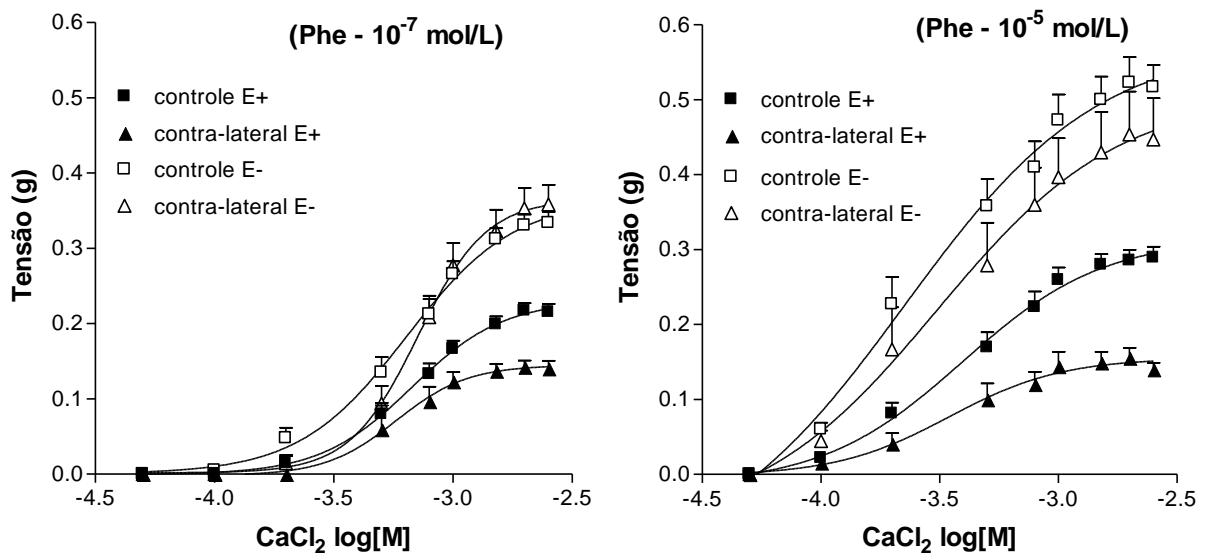 (Phe - 10⁻⁷ mol/L)
controle E+
contra-lateral E+
controle E-
contra-lateral E-
Tensão (g)
0.6
0.5
0.4
0.3
0.2
0.1
0.0
-4.5 -4.0 -3.5 -3.0 -2.5
CaCl₂ log[M]
(Phe - 10⁻⁵ mol/L)
controle E+
contra-lateral E+
controle E-
contra-lateral E-
Tensão (g)
0.6
0.5
0.4
0.3
0.2
0.1
0.0
-4.5 -4.0 -3.5 -3.0 -2.5
CaCl₂ log[M]